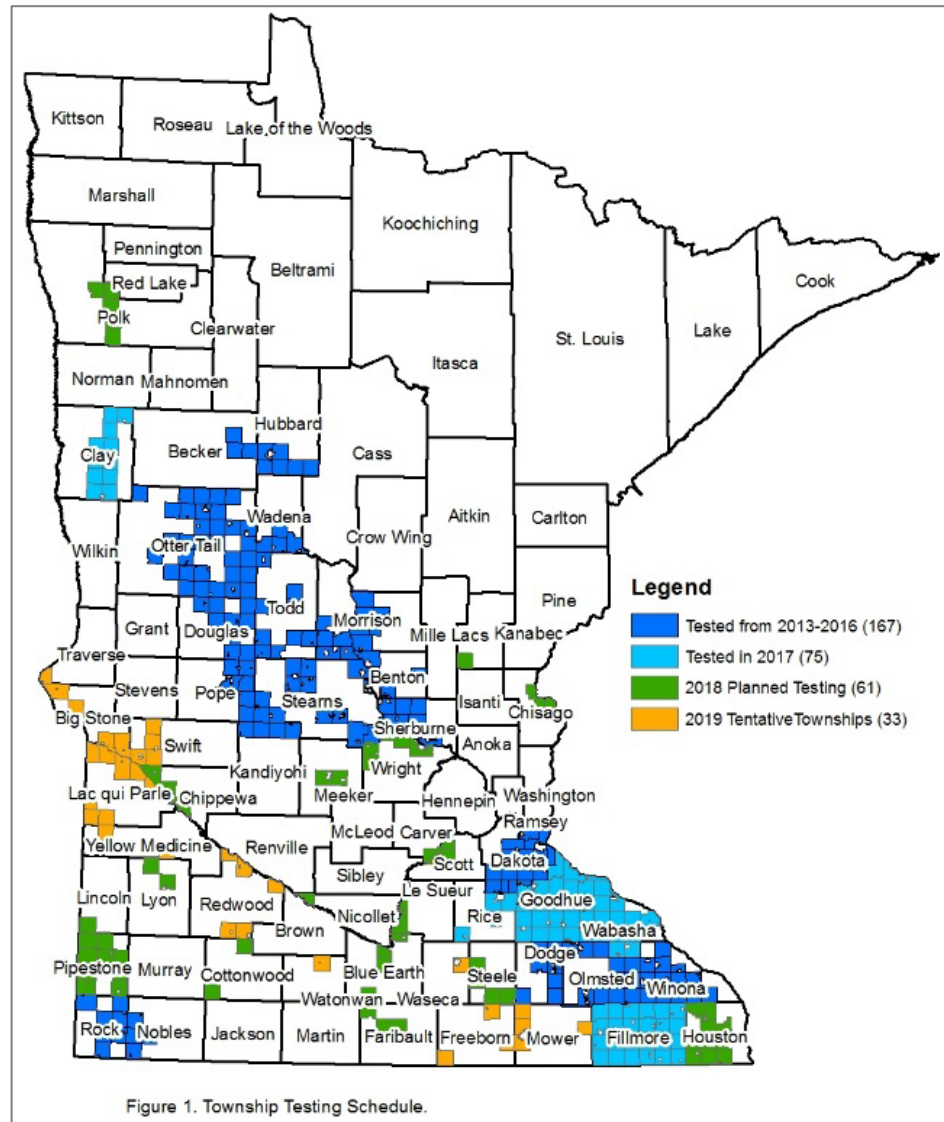 Kittson
Roseau
Lake of the Woods
Marshall
Koochiching
Pennington
Beltrami
Red Lake
Cook
Polk
Clearwater
St. Louis
Lake
Itasca
Norman
Mahnomen
Hubbard
Clay
Becker
Cass
Aitkin
Carlton
Wadena
Crow Wing
Otter Tail
Wilkin
Pine
Todd
Morrison
Grant
Douglas
Mille Lacs
Kanabec
Traverse
Benton
Stevens
Pope
Stearns
Isanti
Chisago
Big Stone
Sherburne
Swift
Anoka
Wright
Kandiyohi
Lac qui Parle
Chippewa
Meeker
Hennepin
Washington
Ramsey
McLeod
Carver
Yellow Medicine
Renville
Dakota
Scott
Sibley
Lincoln
Lyon
Le Sueur
Redwood
Goodhue
Nicollet
Rice
Brown
Wabasha
Dodge
Pipestone
Murray
Cottonwood
Blue Earth
Steele
Olmsted
Winona
Watonwan
Waseca
Rock
Nobles
Jackson
Martin
Faribault
Freeborn
Mower
Fillmore
Houston
Legend
Tested from 2013-2016 (167)
Tested in 2017 (75)
2018 Planned Testing (61)
2019 TentativeTownships (33)
Figure 1. Township Testing Schedule.